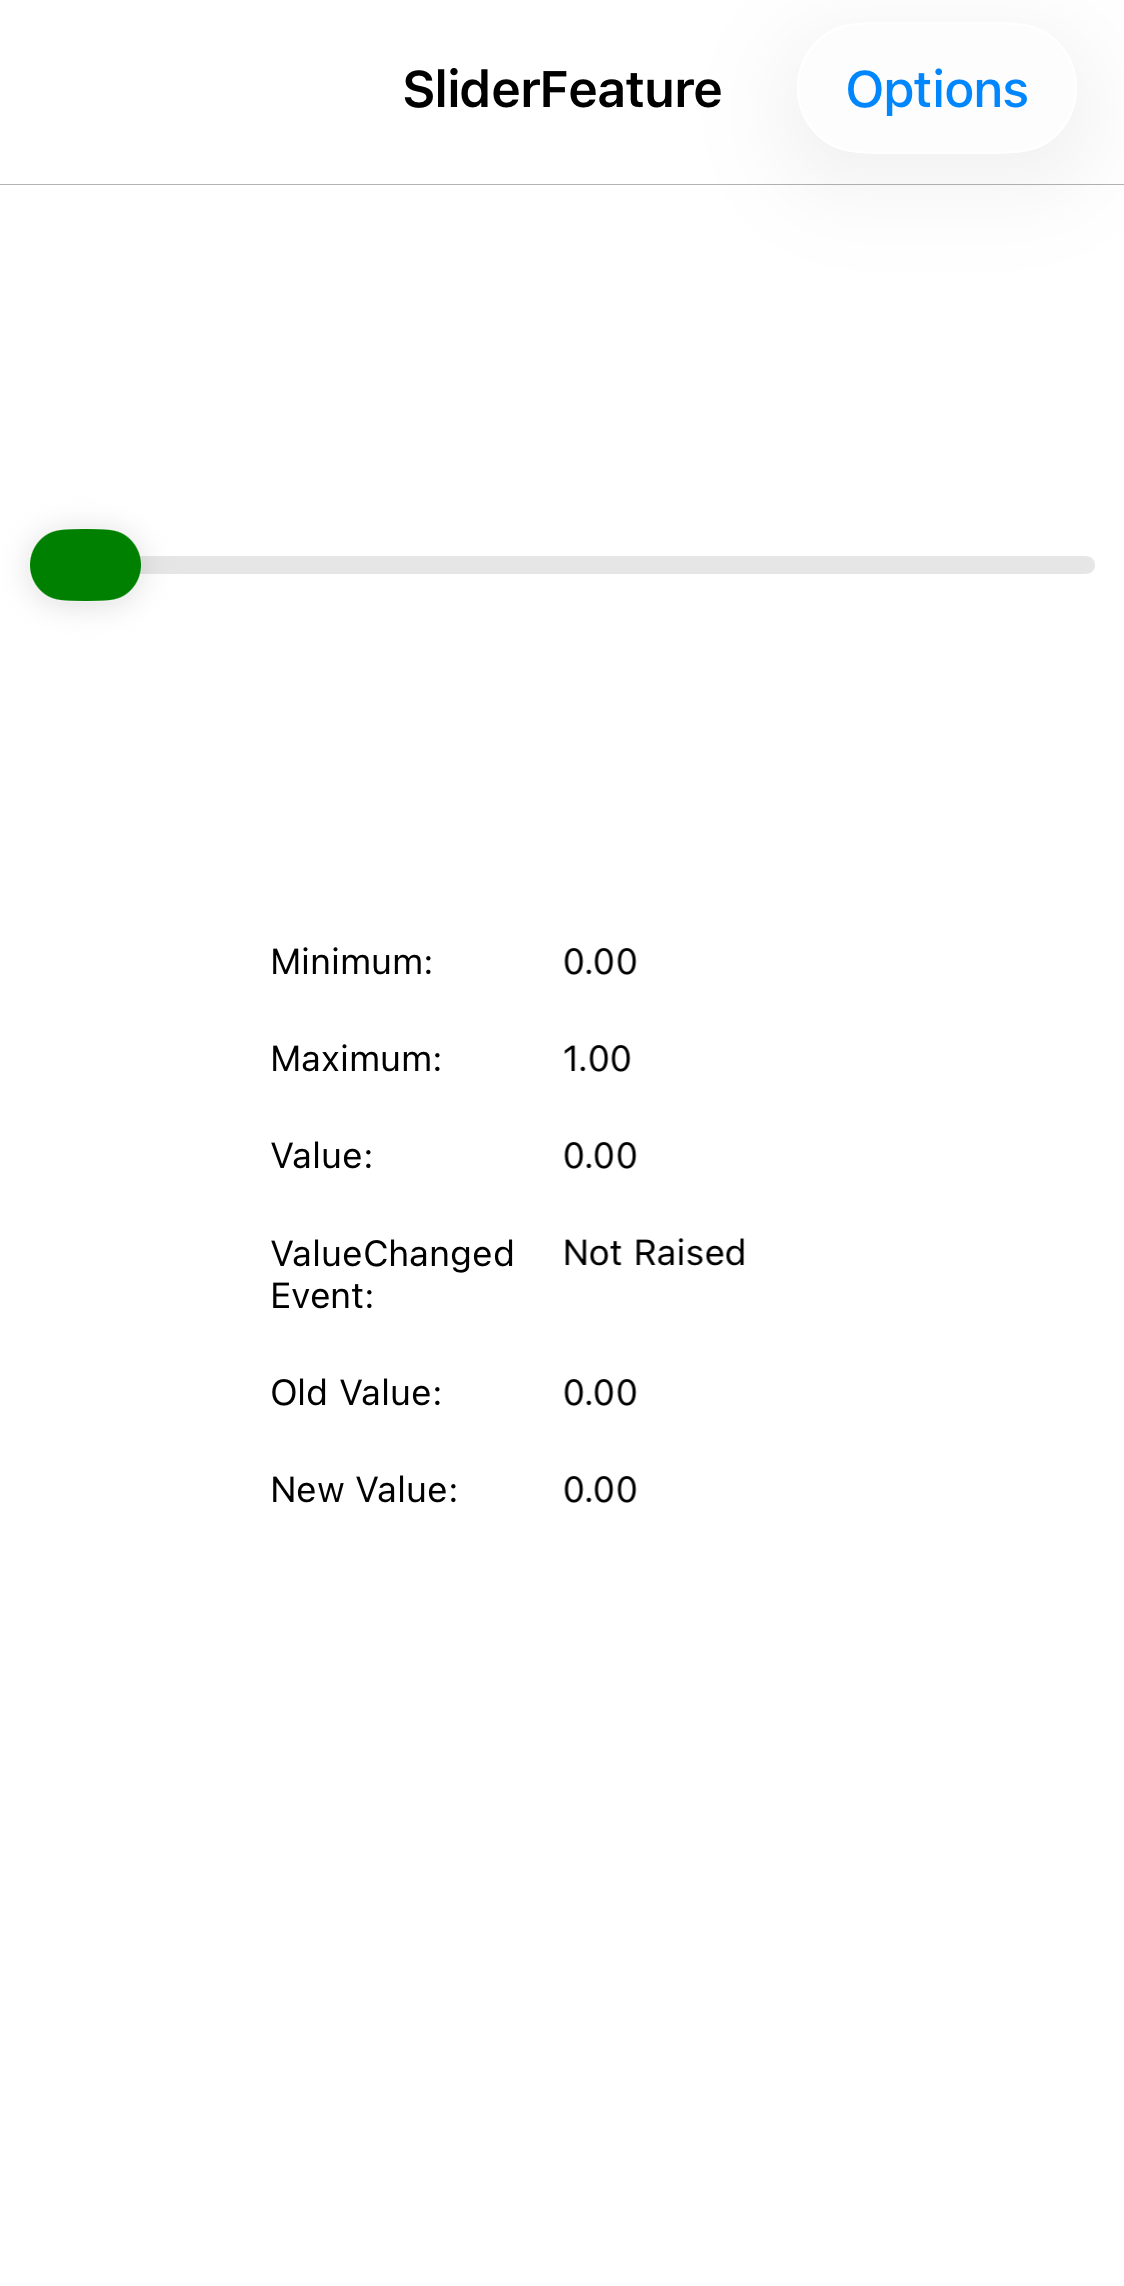 SliderFeature Options
Minimum: 0.00
Maximum: 1.00
Value: 0.00
ValueChanged Not Raised
Event:
Old Value: 0.00
New Value: 0.00